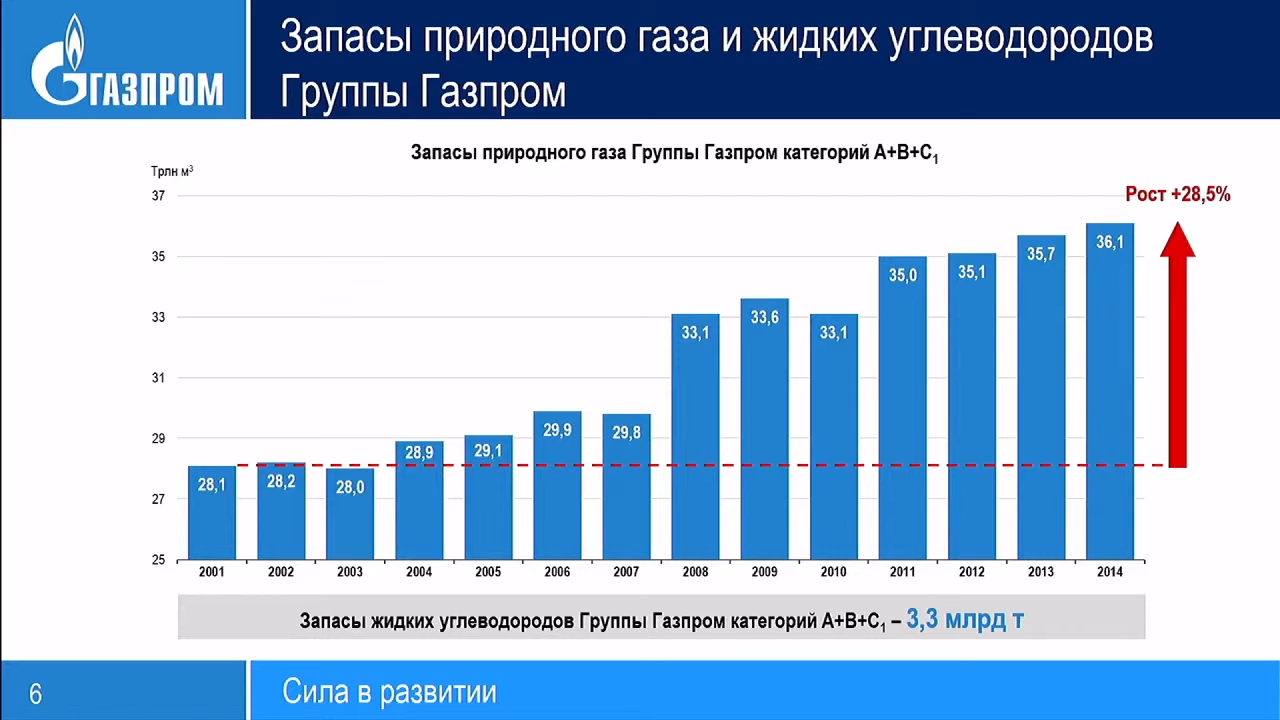 ГАЗПРОМ
Запасы природного газа и жидких углеводородов
Группы Газпром
Запасы природного газа Группы Газпром категорий А+В+С₁
Трлн м³
Рост +28,5%
37
35
33
31
29
27
25
28,1
28,2
28,0
28,9
29,1
29,9
29,8
33,1
33,6
33,1
35,0
35,1
35,7
36,1
2001 2002 2003 2004 2005 2006 2007 2008 2009 2010 2011 2012 2013 2014
Запасы жидких углеводородов Группы Газпром категорий А+В+С₁ – 3,3 млрд т
6
Сила в развитии